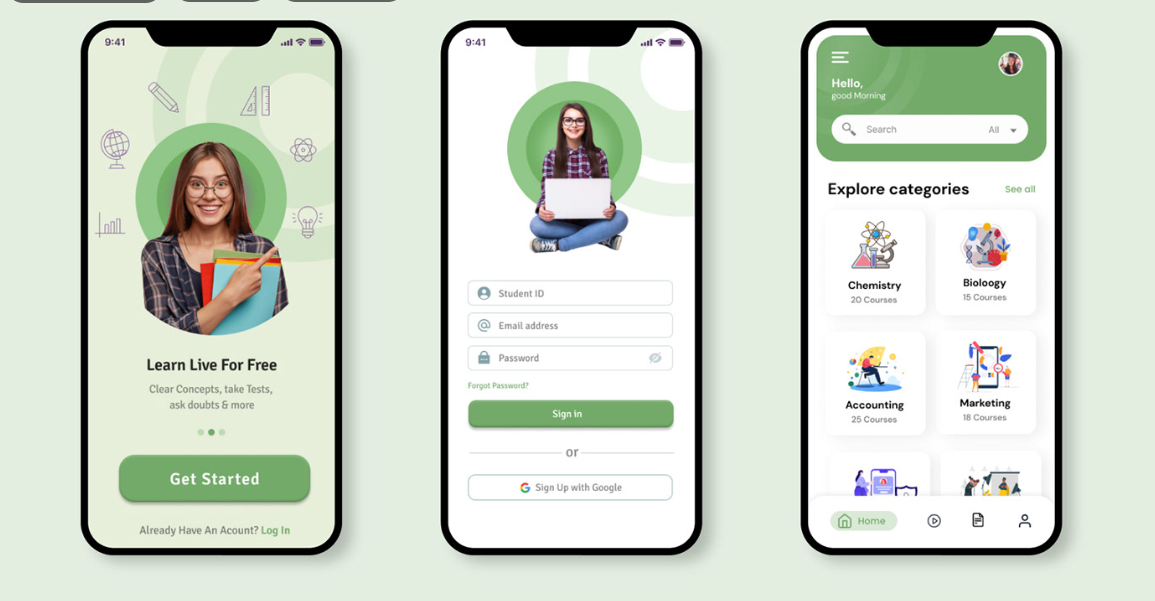 9:41
Learn Live For Free
Clear Concepts, take Tests,
ask doubts & more
Get Started
Already Have An Acount? Log In
9:41
Student ID
Email address
Password
Forgot Password?
Sign in
or
Sign Up with Google
Hello,
good Morning
Search All
Explore categories See all
Chemistry
20 Courses
Bioloogy
15 Courses
Accounting
25 Courses
Marketing
18 Courses
Home